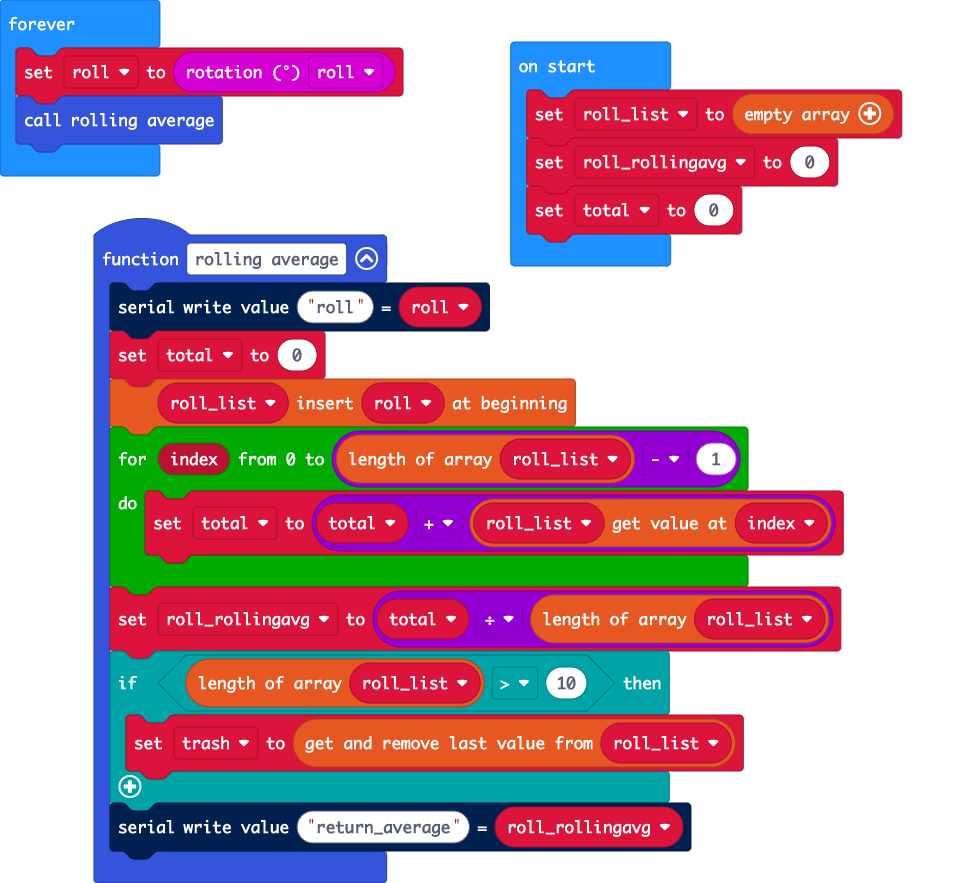 forever
set roll to rotation (°) roll
call rolling average
on start
set roll_list to empty array
set roll_rollingavg to 0
set total to 0
function rolling average
serial write value "roll" = roll
set total to 0
roll_list insert roll at beginning
for index from 0 to length of array roll_list - 1
do
set total to total + roll_list get value at index
set roll_rollingavg to total ÷ length of array roll_list
if length of array roll_list > 10 then
set trash to get and remove last value from roll_list
serial write value "return_average" = roll_rollingavg